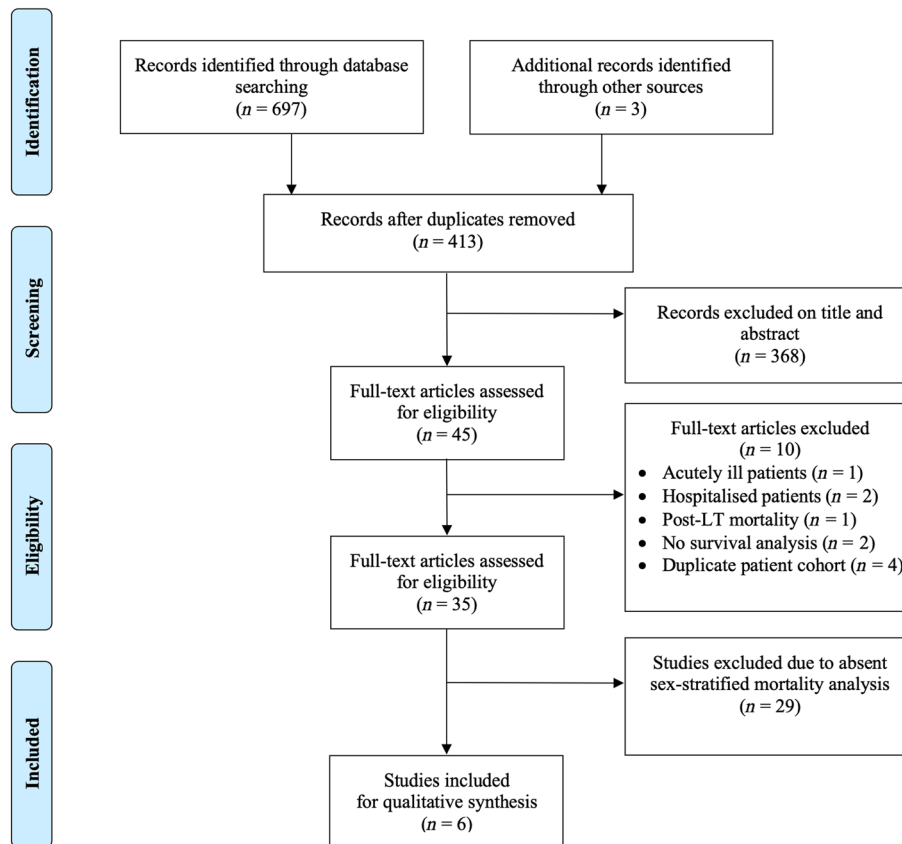 Identification
Records identified through database
searching
(n = 697)
Additional records identified
through other sources
(n = 3)
Records after duplicates removed
(n = 413)
Screening
Records excluded on title and
abstract
(n = 368)
Full-text articles assessed
for eligibility
(n = 45)
Eligibility
Full-text articles excluded
(n = 10)
• Acutely ill patients (n = 1)
• Hospitalised patients (n = 2)
• Post-LT mortality (n = 1)
• No survival analysis (n = 2)
• Duplicate patient cohort (n = 4)
Full-text articles assessed
for eligibility
(n = 35)
Studies excluded due to absent
sex-stratified mortality analysis
(n = 29)
Included
Studies included
for qualitative synthesis
(n = 6)